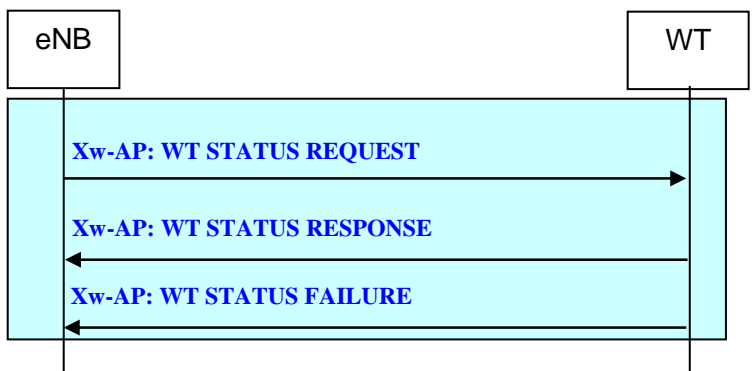 eNB
WT
Xw-AP: WT STATUS REQUEST
Xw-AP: WT STATUS RESPONSE
Xw-AP: WT STATUS FAILURE